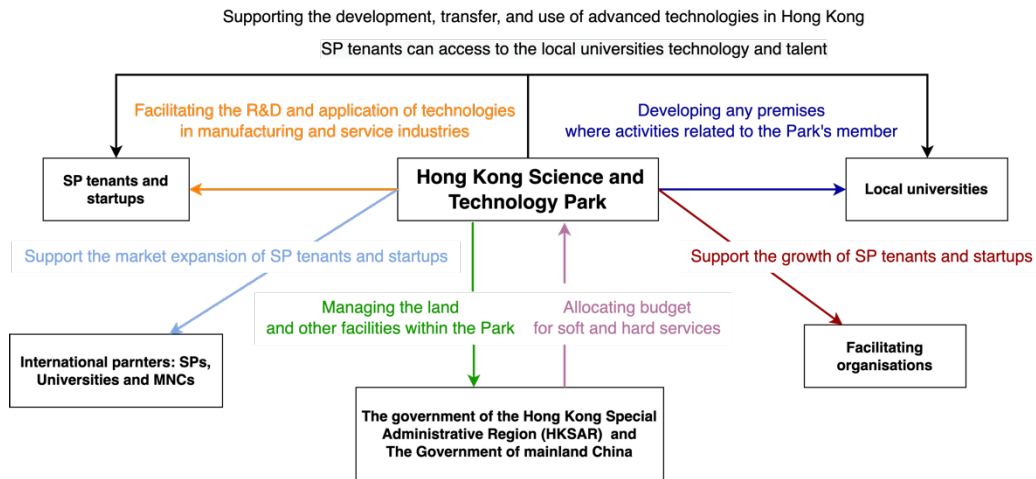 Supporting the development, transfer, and use of advanced technologies in Hong Kong
SP tenants can access to the local universities technology and talent
Facilitating the R&D and application of technologies
in manufacturing and service industries
Developing any premises
where activities related to the Park's member
SP tenants and
startups
Hong Kong Science and
Technology Park
Local universities
Support the market expansion of SP tenants and startups
Support the growth of SP tenants and startups
Managing the land
and other facilities within the Park
Allocating budget
for soft and hard services
International parnters: SPs,
Universities and MNCs
Facilitating
organisations
The government of the Hong Kong Special
Administrative Region (HKSAR) and
The Government of mainland China